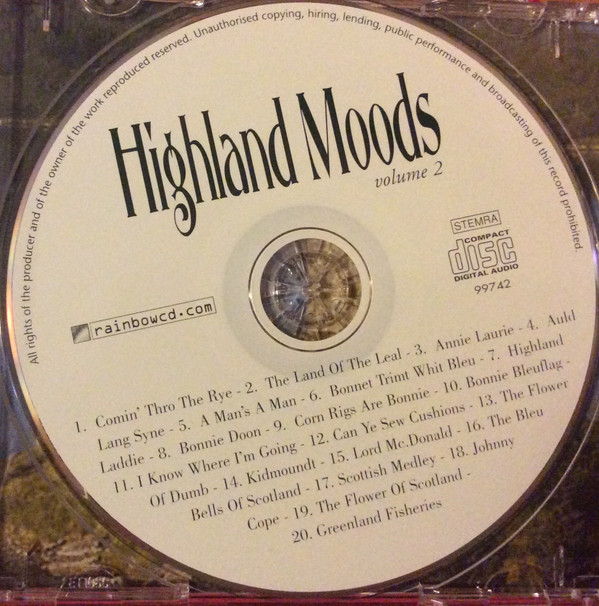 All rights of the producer and of the owner of the work reproduced reserved. Unauthorised copying, hiring, lending, public performance and broadcasting of this record prohibited.
Highland Moods
volume 2
STEMRA
COMPACT
disc
DIGITAL AUDIO
99742
rainbowcd.com
1. Comin' Thro The Rye - 2. The Land Of The Leal - 3. Annie Laurie - 4. Auld
Lang Syne - 5. A Man's A Man - 6. Bonnet Trimt Whit Bleu - 7. Highland
Laddie - 8. Bonnie Doon - 9. Corn Rigs Are Bonnie - 10. Bonnie Bleuflag -
11. I Know Where I'm Going - 12. Can Ye Sew Cushions - 13. The Flower
Of Dumb - 14. Kidmoundt - 15. Lord Mc.Donald - 16. The Bleu
Bells Of Scotland - 17. Scottish Medley - 18. Johnny
Cope - 19. The Flower Of Scotland -
20. Greenland Fisheries